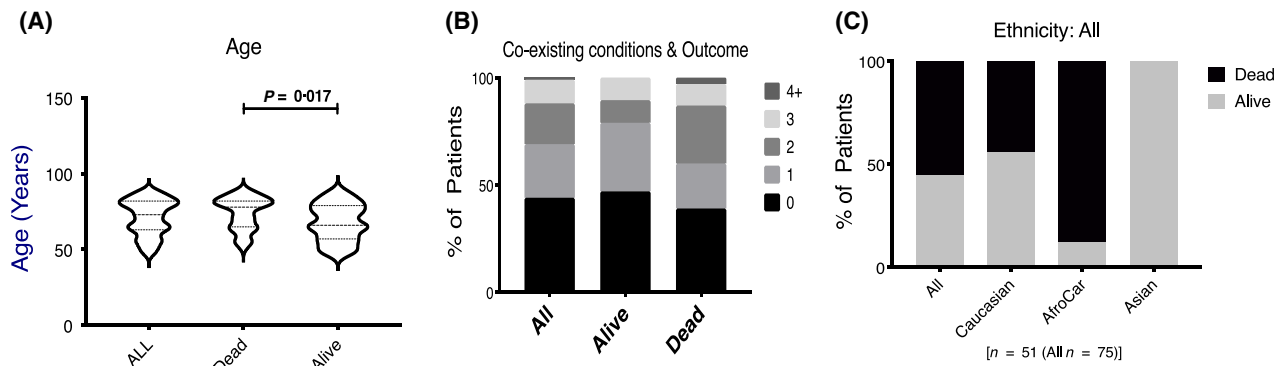 (A)
Age
P = 0·017
Age (Years)
150
100
50
0
ALL
Dead
Alive
(B)
Co-existing conditions & Outcome
% of Patients
100
50
0
All
Alive
Dead
4+
3
2
1
0
(C)
Ethnicity: All
% of Patients
100
50
0
All
Caucasian
AfroCar
Asian
Dead
Alive
[n = 51 (All n = 75)]